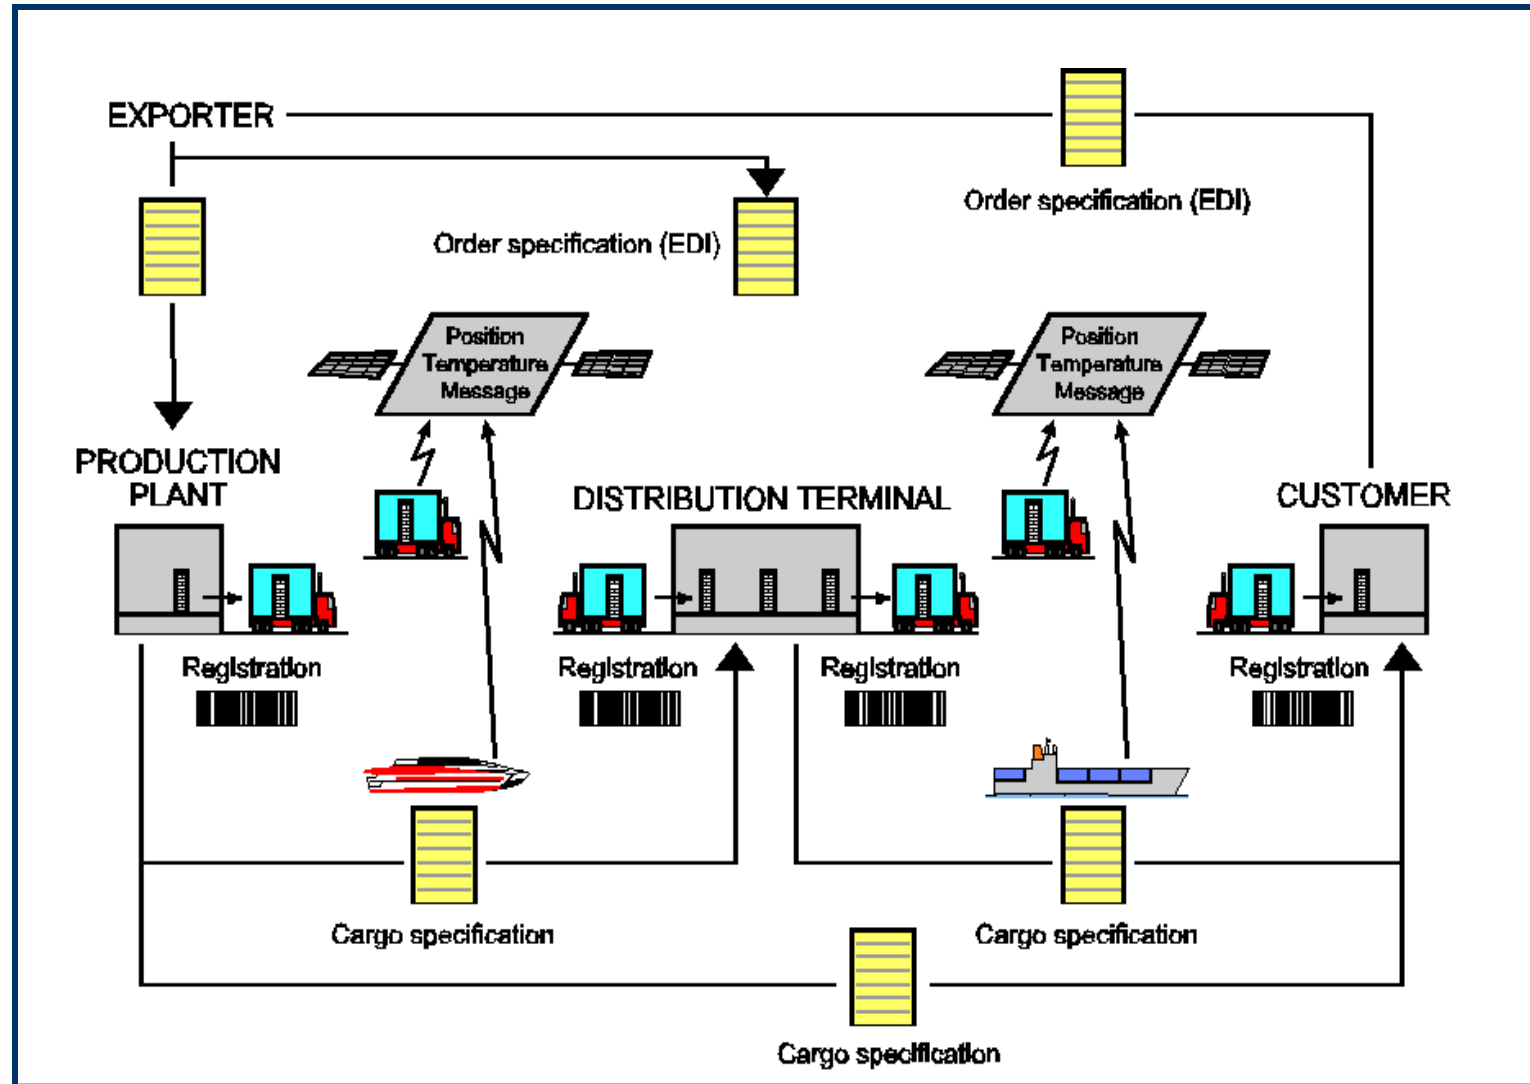 EXPORTER
Order specification (EDI)
Order specification (EDI)
Position
Temperature
Message
Position
Temperature
Message
PRODUCTION
PLANT
DISTRIBUTION TERMINAL
CUSTOMER
Registration
Registration
Registration
Registration
Cargo specification
Cargo specification
Cargo specification